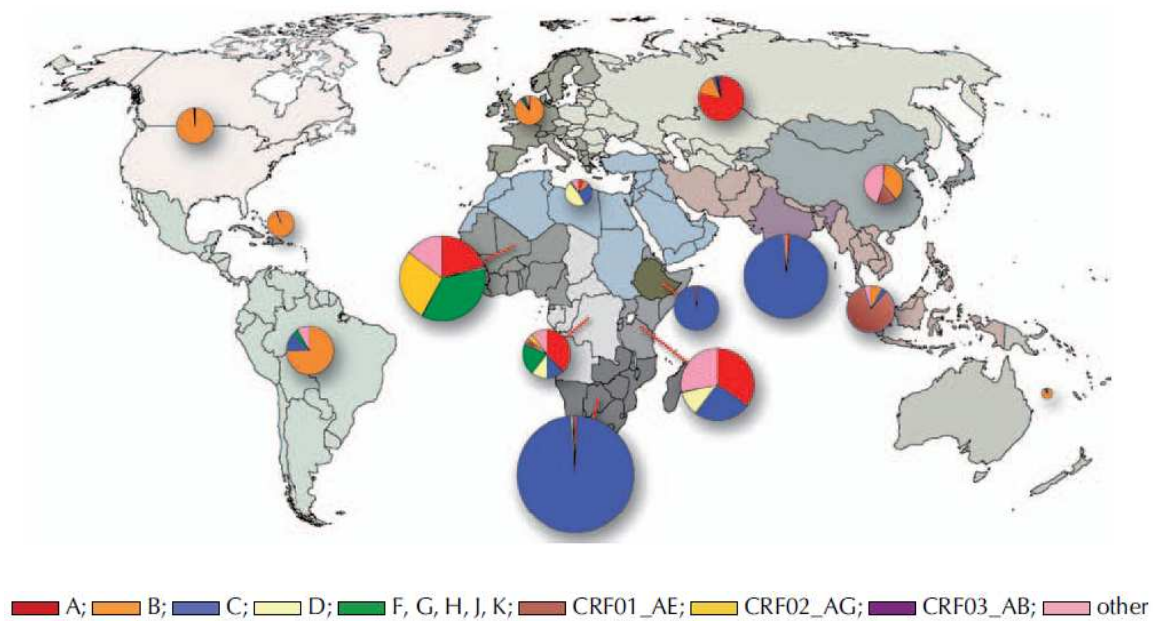 A; B; C; D; F, G, H, J, K; CRF01_AE; CRF02_AG; CRF03_AB; other